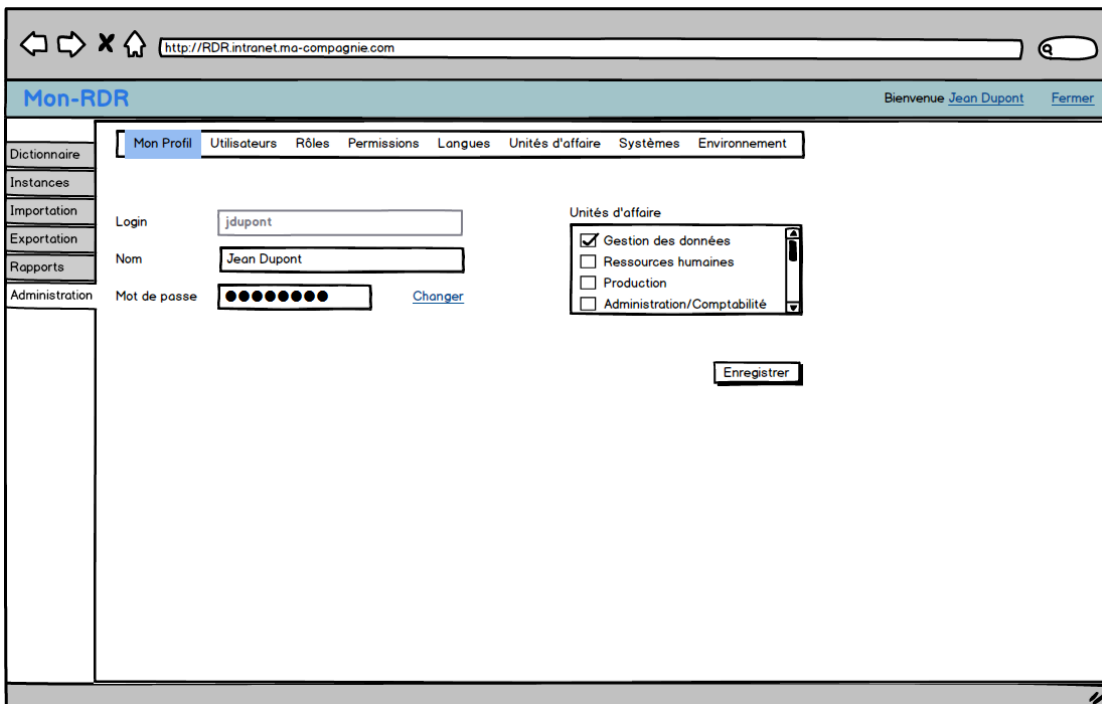 http://RDR.intranet.ma-compagnie.com
Mon-RDR
Bienvenue Jean Dupont Fermer
Dictionnaire
Instances
Importation
Exportation
Rapports
Administration
Mon Profil Utilisateurs Rôles Permissions Langues Unités d'affaire Systèmes Environnement
Login jdupont
Nom Jean Dupont
Mot de passe ●●●●●●●● Changer
Unités d'affaire
Gestion des données
Ressources humaines
Production
Administration/Comptabilité
Enregistrer